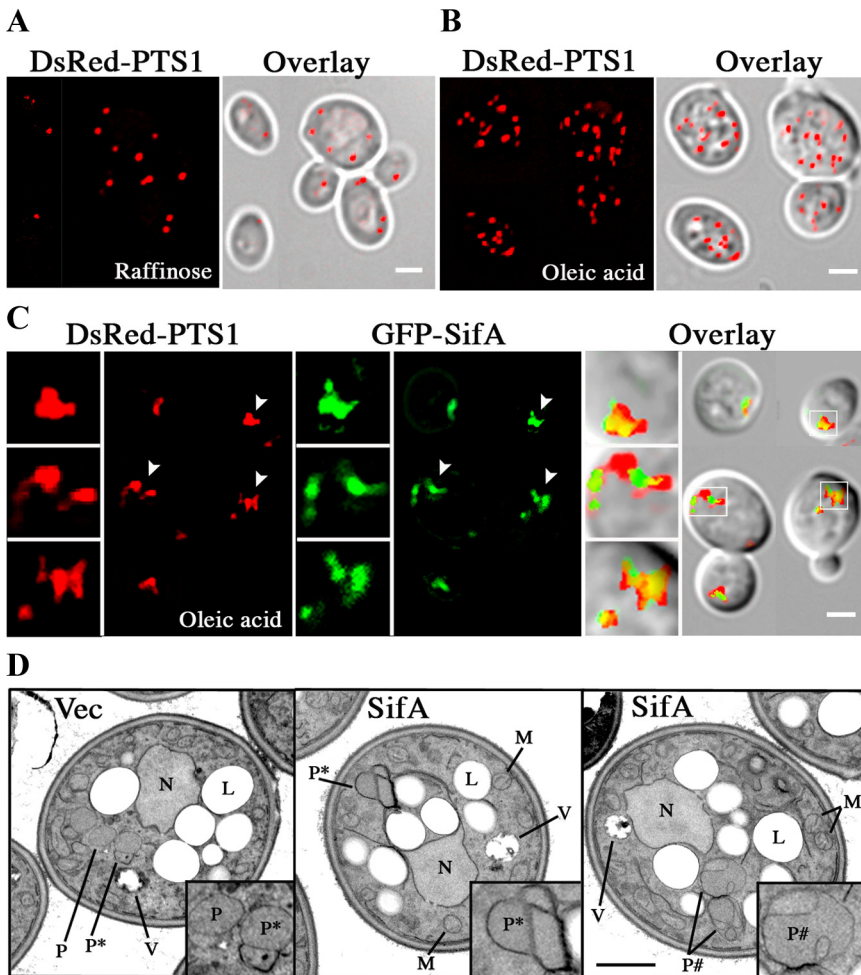 A
B
DsRed-PTS1 Overlay DsRed-PTS1 Overlay
Raffinose
Oleic acid
C
DsRed-PTS1 GFP-SifA Overlay
Oleic acid
D
Vec SifA SifA
N L P P* V P P*
P* M L V N M P*
N L M V P# P#